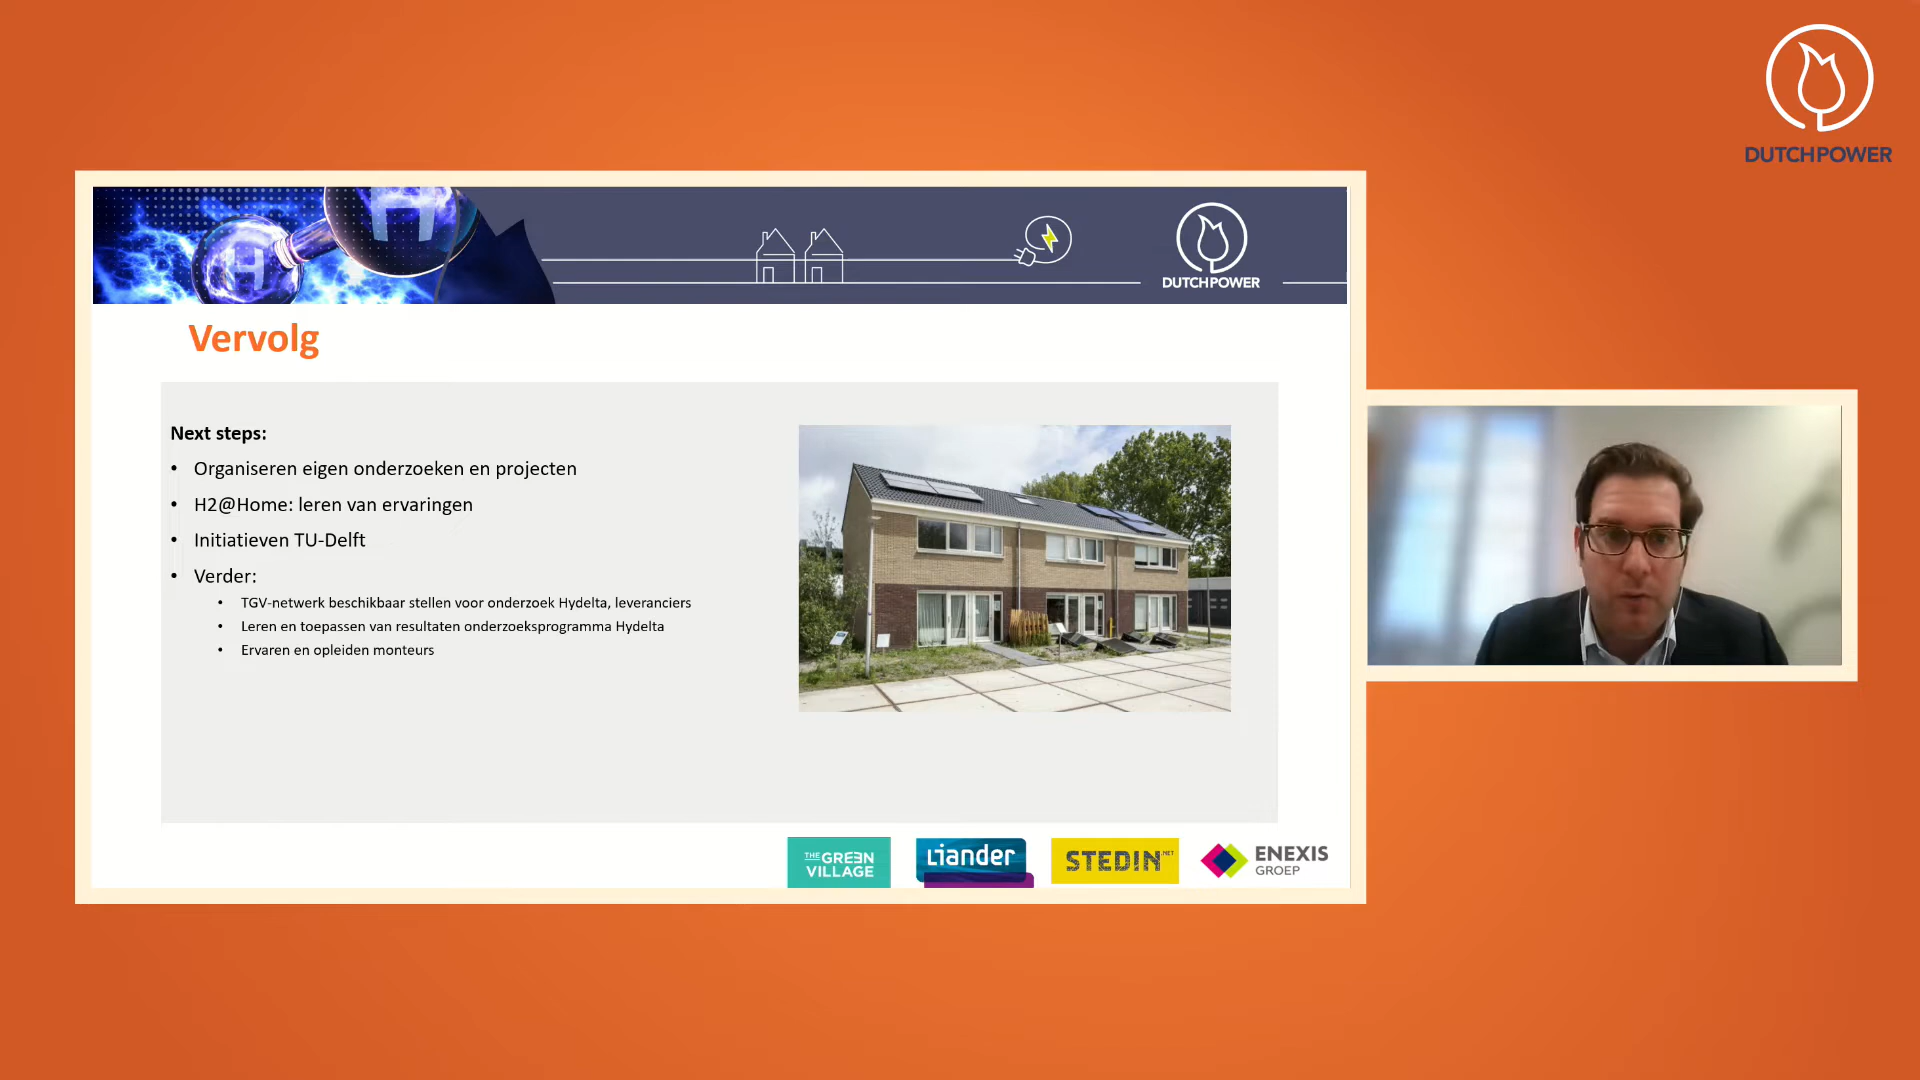 DUTCHPOWER
H
H
DUTCHPOWER
Vervolg
Next steps:
• Organiseren eigen onderzoeken en projecten
• H2@Home: leren van ervaringen
• Initiatieven TU-Delft
• Verder:
• TGV-netwerk beschikbaar stellen voor onderzoek Hydelta, leveranciers
• Leren en toepassen van resultaten onderzoeksprogramma Hydelta
• Ervaren en opleiden monteurs
THE GREEN
VILLAGE
Liander
STEDIN.NET
ENEXIS
GROEP